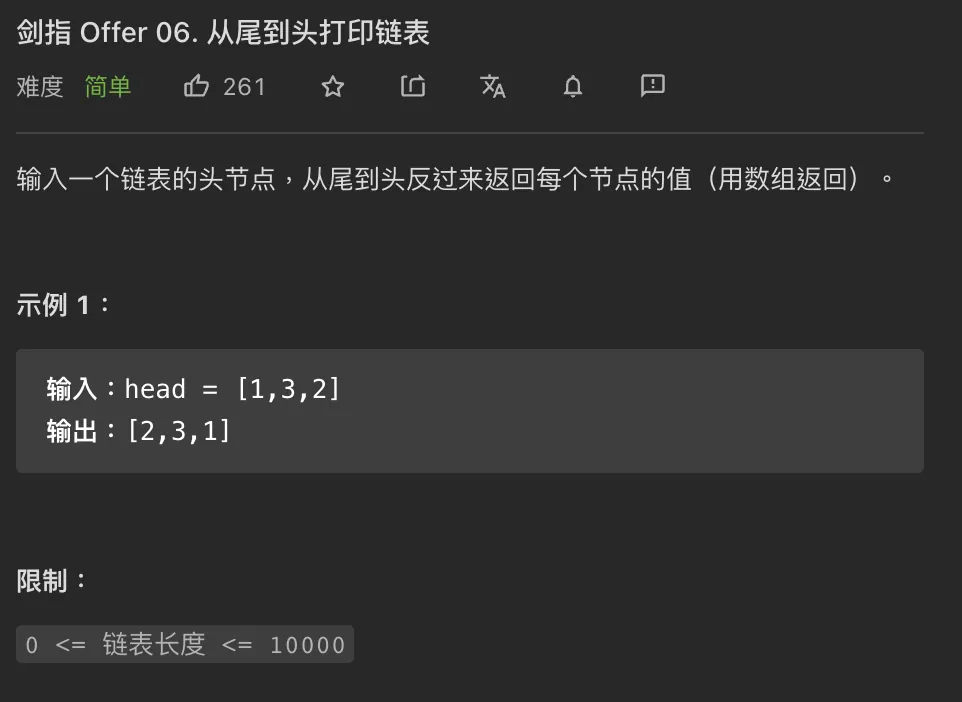 剑指 Offer 06. 从尾到头打印链表
难度 简单 261
输入一个链表的头节点，从尾到头反过来返回每个节点的值（用数组返回）。
示例 1：
输入：head = [1,3,2]
输出：[2,3,1]
限制：
0 <= 链表长度 <= 10000